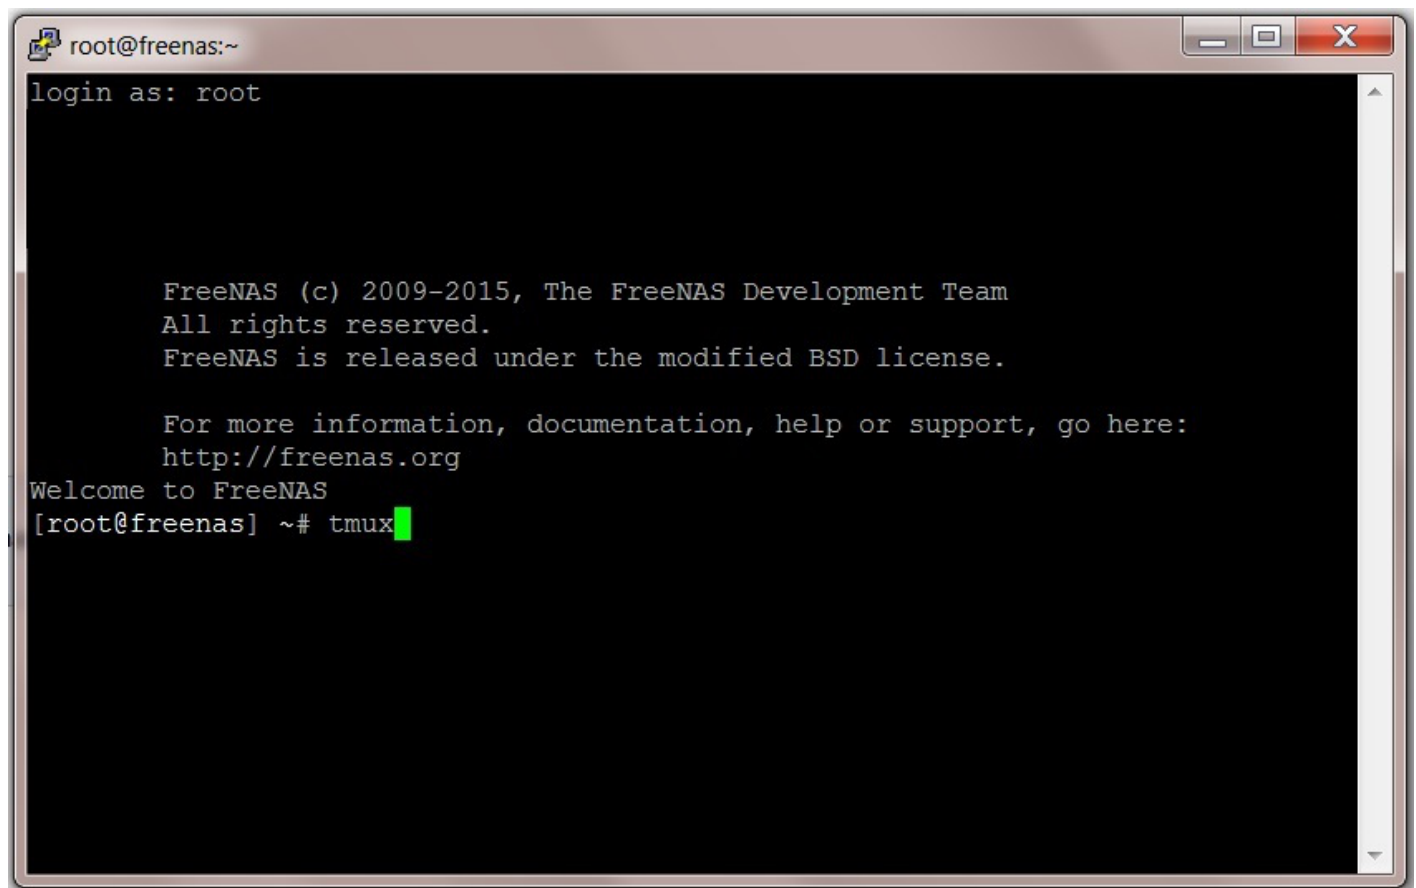 root@freenas:~
login as: root
FreeNAS (c) 2009-2015, The FreeNAS Development Team
All rights reserved.
FreeNAS is released under the modified BSD license.
For more information, documentation, help or support, go here:
http://freenas.org
Welcome to FreeNAS
[root@freenas] ~# tmux